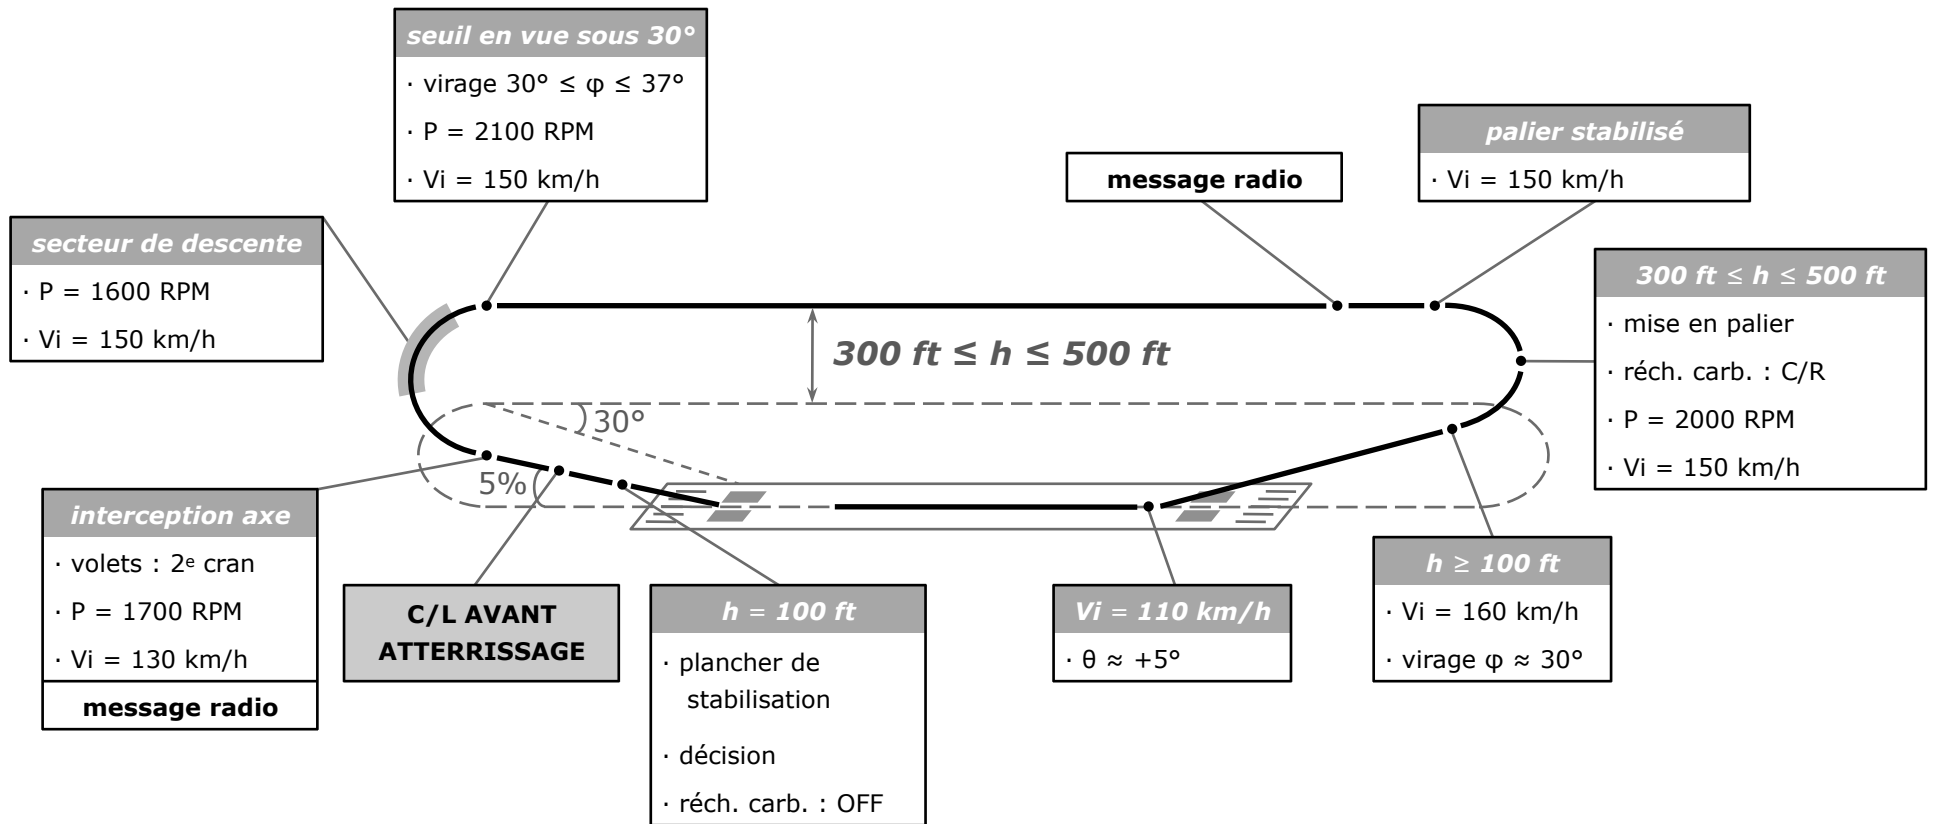 seuil en vue sous 30°
· virage 30° ≤ φ ≤ 37°
· P = 2100 RPM
· Vi = 150 km/h
palier stabilisé
· Vi = 150 km/h
message radio
secteur de descente
· P = 1600 RPM
· Vi = 150 km/h
300 ft ≤ h ≤ 500 ft
· mise en palier
· réch. carb. : C/R
· P = 2000 RPM
· Vi = 150 km/h
300 ft ≤ h ≤ 500 ft
30°
5%
interception axe
· volets : 2e cran
· P = 1700 RPM
· Vi = 130 km/h
message radio
C/L AVANT
ATTERRISSAGE
h = 100 ft
· plancher de
stabilisation
· décision
· réch. carb. : OFF
Vi = 110 km/h
· θ ≈ +5°
h ≥ 100 ft
· Vi = 160 km/h
· virage φ ≈ 30°